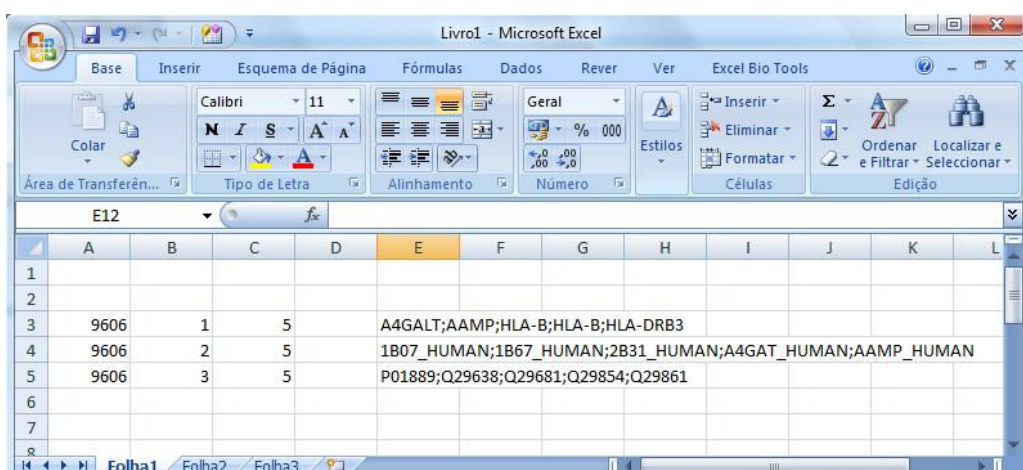 Livro1 - Microsoft Excel
Base Inserir Esquema de Página Fórmulas Dados Rever Ver Excel Bio Tools
Calibri 11 Geral Inserir
Colar N I S A A % 000 Estilos Eliminar Ordenar e Filtrar Localizar e Seleccionar
Formatar
Área de Transferên... Tipo de Letra Alinhamento Número Células Edição
E12 fx
A B C D E F G H I J K L
1
2
3 9606 1 5 A4GALT;AAMP;HLA-B;HLA-B;HLA-DRB3
4 9606 2 5 1B07_HUMAN;1B67_HUMAN;2B31_HUMAN;A4GAT_HUMAN;AAMP_HUMAN
5 9606 3 5 P01889;Q29638;Q29681;Q29854;Q29861
6
7
8
Folha1 Folha2 Folha3